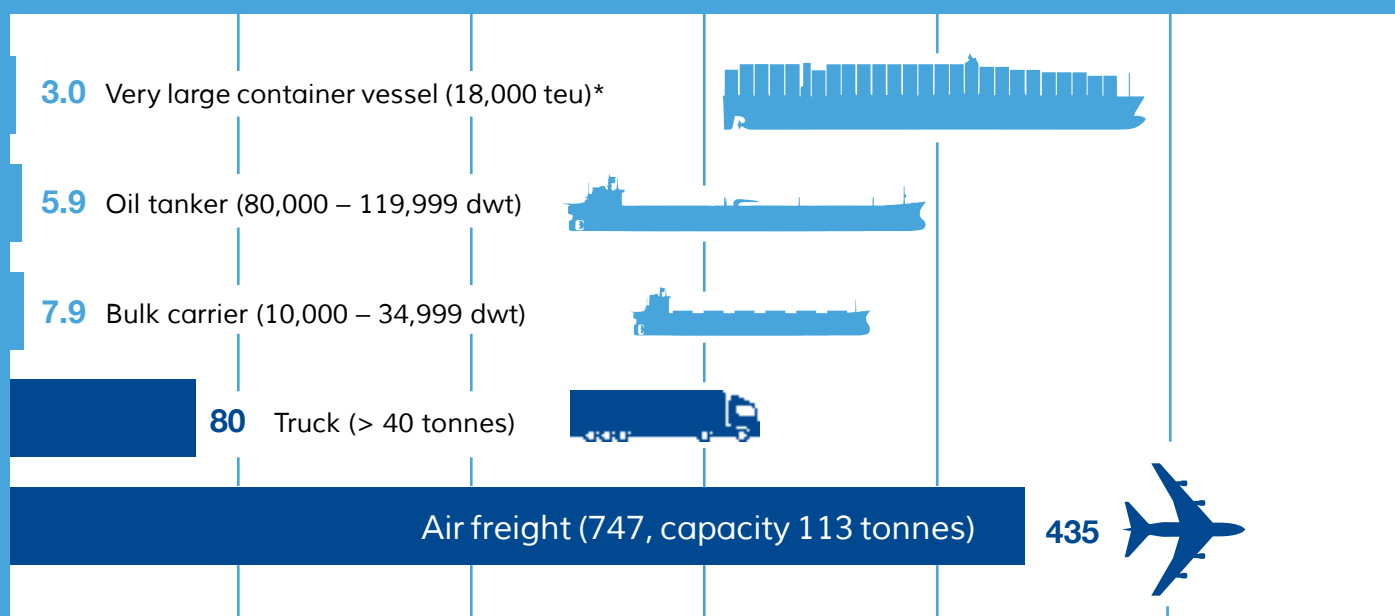 3.0 Very large container vessel (18,000 teu)*
5.9 Oil tanker (80,000 – 119,999 dwt)
7.9 Bulk carrier (10,000 – 34,999 dwt)
80 Truck (> 40 tonnes)
Air freight (747, capacity 113 tonnes) 435